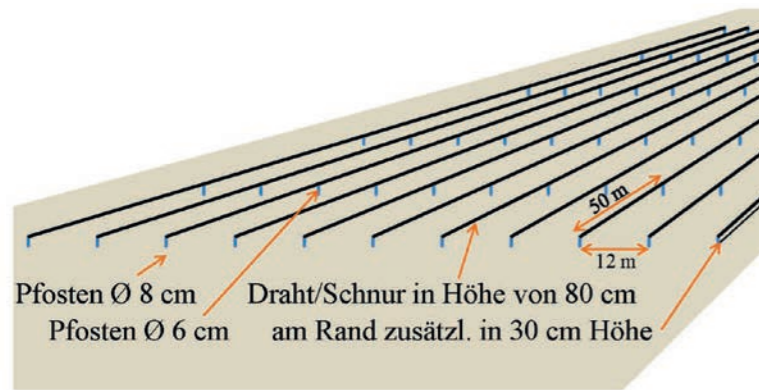 50 m
12 m
Pfosten Ø 8 cm
Draht/Schnur in Höhe von 80 cm
Pfosten Ø 6 cm
am Rand zusätzl. in 30 cm Höhe